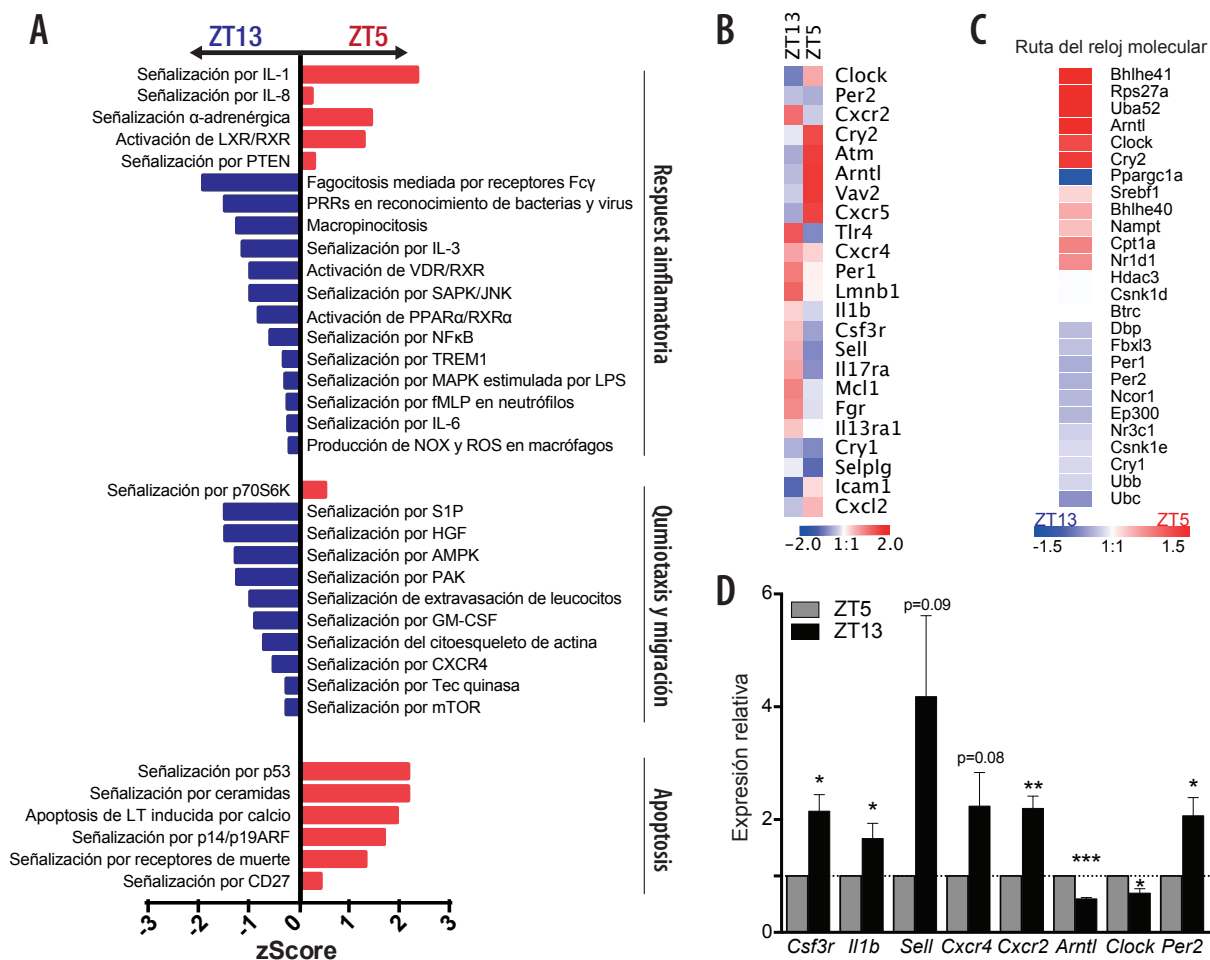 A
ZT13
ZT5
Señalización por IL-1
Señalización por IL-8
Señalización α-adrenérgica
Activación de LXR/RXR
Señalización por PTEN
Fagocitosis mediada por receptores Fcγ
PRRs en reconocimiento de bacterias y virus
Macropinocitosis
Señalización por IL-3
Activación de VDR/RXR
Señalización por SAPK/JNK
Activación de PPARα/RXRα
Señalización por NFκB
Señalización por TREM1
Señalización por MAPK estimulada por LPS
Señalización por fMLP en neutrófilos
Señalización por IL-6
Producción de NOX y ROS en macrófagos
Respuest ainflamatoria
Señalización por p70S6K
Señalización por S1P
Señalización por HGF
Señalización por AMPK
Señalización por PAK
Señalización de extravasación de leucocitos
Señalización por GM-CSF
Señalización del citoesqueleto de actina
Señalización por CXCR4
Señalización por Tec quinasa
Señalización por mTOR
Qumiotaxis y migración
Señalización por p53
Señalización por ceramidas
Apoptosis de LT inducida por calcio
Señalización por p14/p19ARF
Señalización por receptores de muerte
Señalización por CD27
Apoptosis
-3 -2 -1 0 1 2 3
zScore
B
ZT13
ZT5
Clock
Per2
Cxcr2
Cry2
Atm
Arntl
Vav2
Cxcr5
Tlr4
Cxcr4
Per1
Lmnb1
Il1b
Csf3r
Sell
Il17ra
Mcl1
Fgr
Il13ra1
Cry1
Selplg
Icam1
Cxcl2
-2.0 1:1 2.0
C
Ruta del reloj molecular
Bhlhe41
Rps27a
Uba52
Arntl
Clock
Cry2
Ppargc1a
Srebf1
Bhlhe40
Nampt
Cpt1a
Nr1d1
Hdac3
Csnk1d
Btrc
Dbp
Fbxl3
Per1
Per2
Ncor1
Ep300
Nr3c1
Csnk1e
Cry1
Ubb
Ubc
ZT13 ZT5
-1.5 1:1 1.5
D
ZT5
ZT13
Expresión relativa
6
4
2
0
*
*
p=0.09
p=0.08
**
***
*
*
Csf3r Il1b Sell Cxcr4 Cxcr2 Arntl Clock Per2